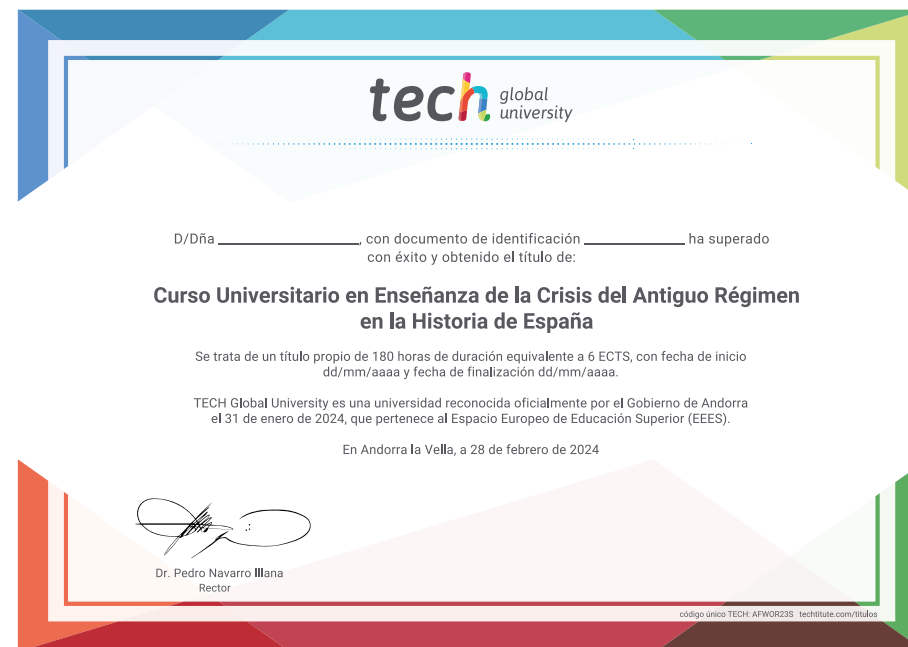 tech global university
D/Dña ____________________, con documento de identificación ______________ ha superado
con éxito y obtenido el título de:
Curso Universitario en Enseñanza de la Crisis del Antiguo Régimen
en la Historia de España
Se trata de un título propio de 180 horas de duración equivalente a 6 ECTS, con fecha de inicio
dd/mm/aaaa y fecha de finalización dd/mm/aaaa.
TECH Global University es una universidad reconocida oficialmente por el Gobierno de Andorra
el 31 de enero de 2024, que pertenece al Espacio Europeo de Educación Superior (EEES).
En Andorra la Vella, a 28 de febrero de 2024
Dr. Pedro Navarro Illana
Rector
código único TECH: AFWOR23S techtitute.com/titulos